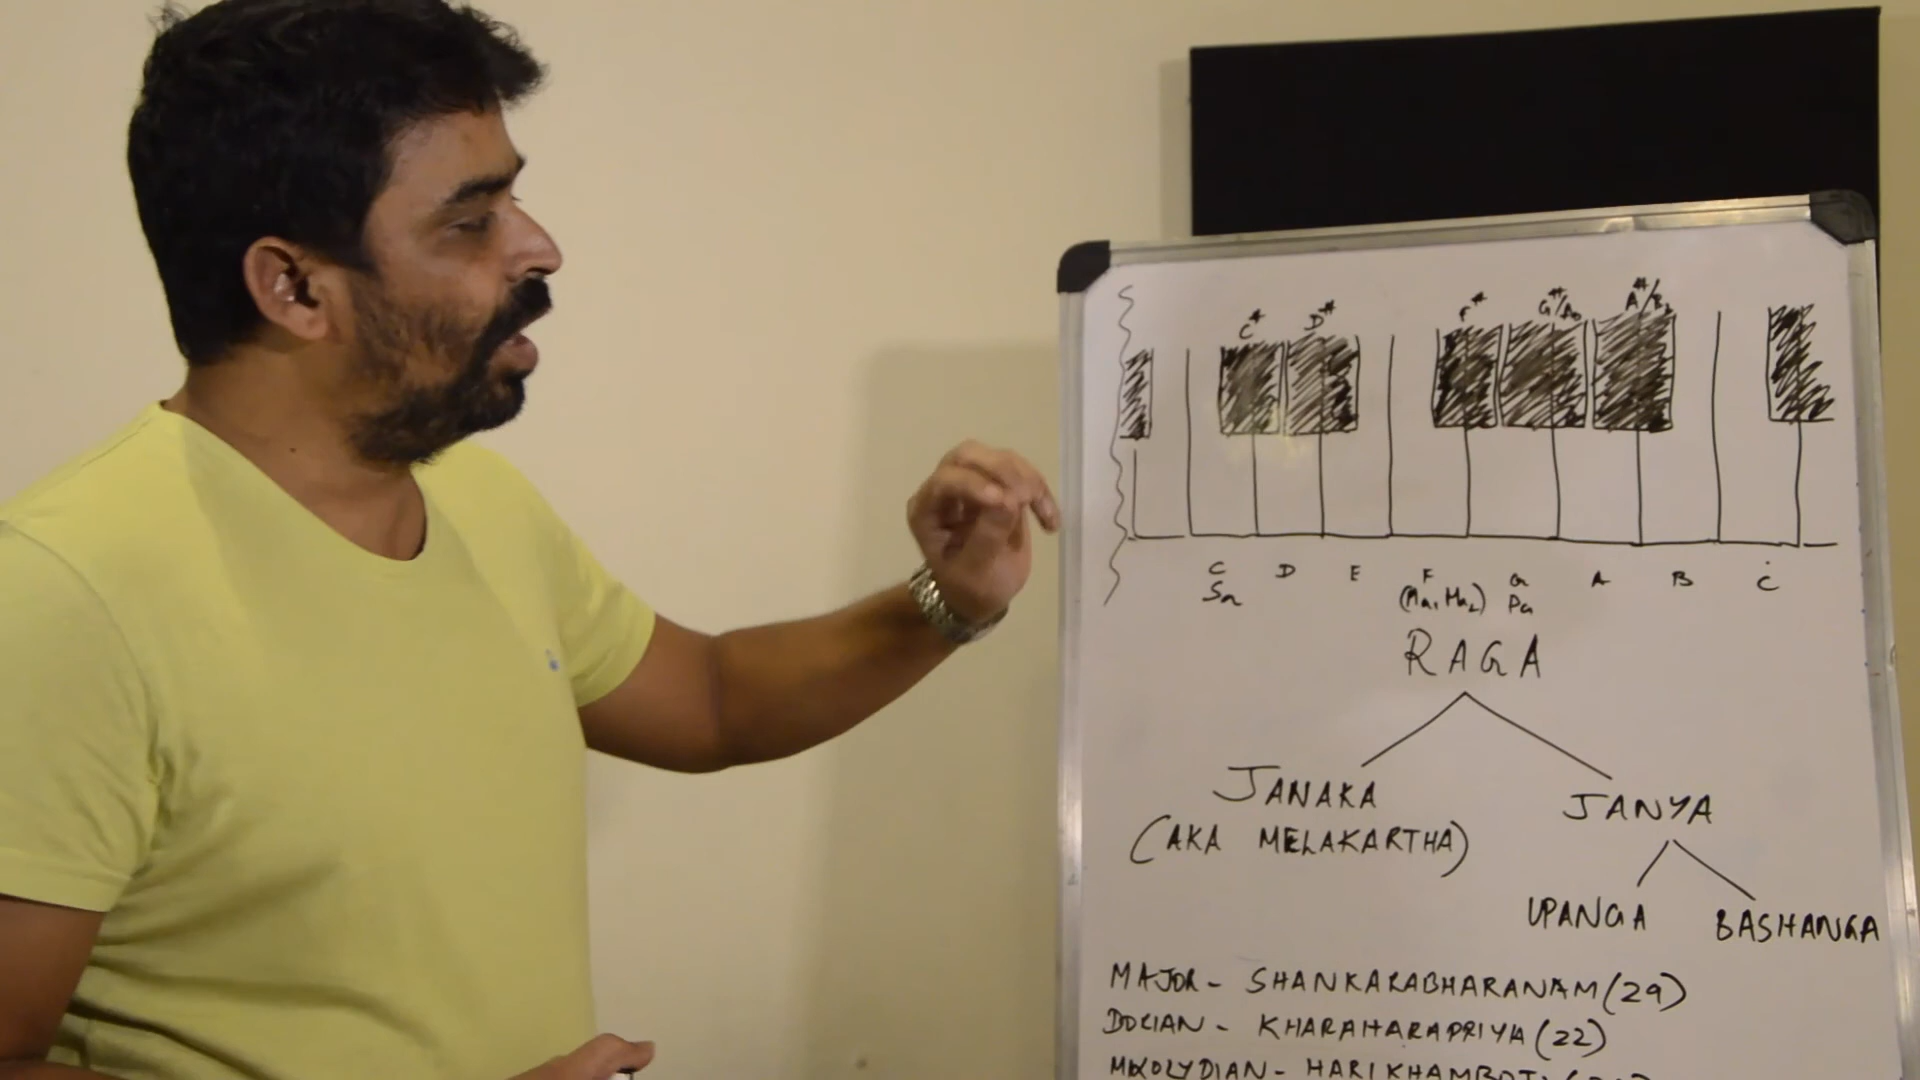 C# D# F# G#/Ab A#/Bb
C D E F G A B Ċ
Sa (Ma₁ Ma₂) Pa
RAGA
JANAKA JANYA
(AKA MELAKARTHA)
UPANGA BASHANGA
MAJOR - SHANKARABHARANAM (29)
DORIAN - KHARAHARAPRIYA (22)
MIXOLYDIAN - HARIKHAMBOJI